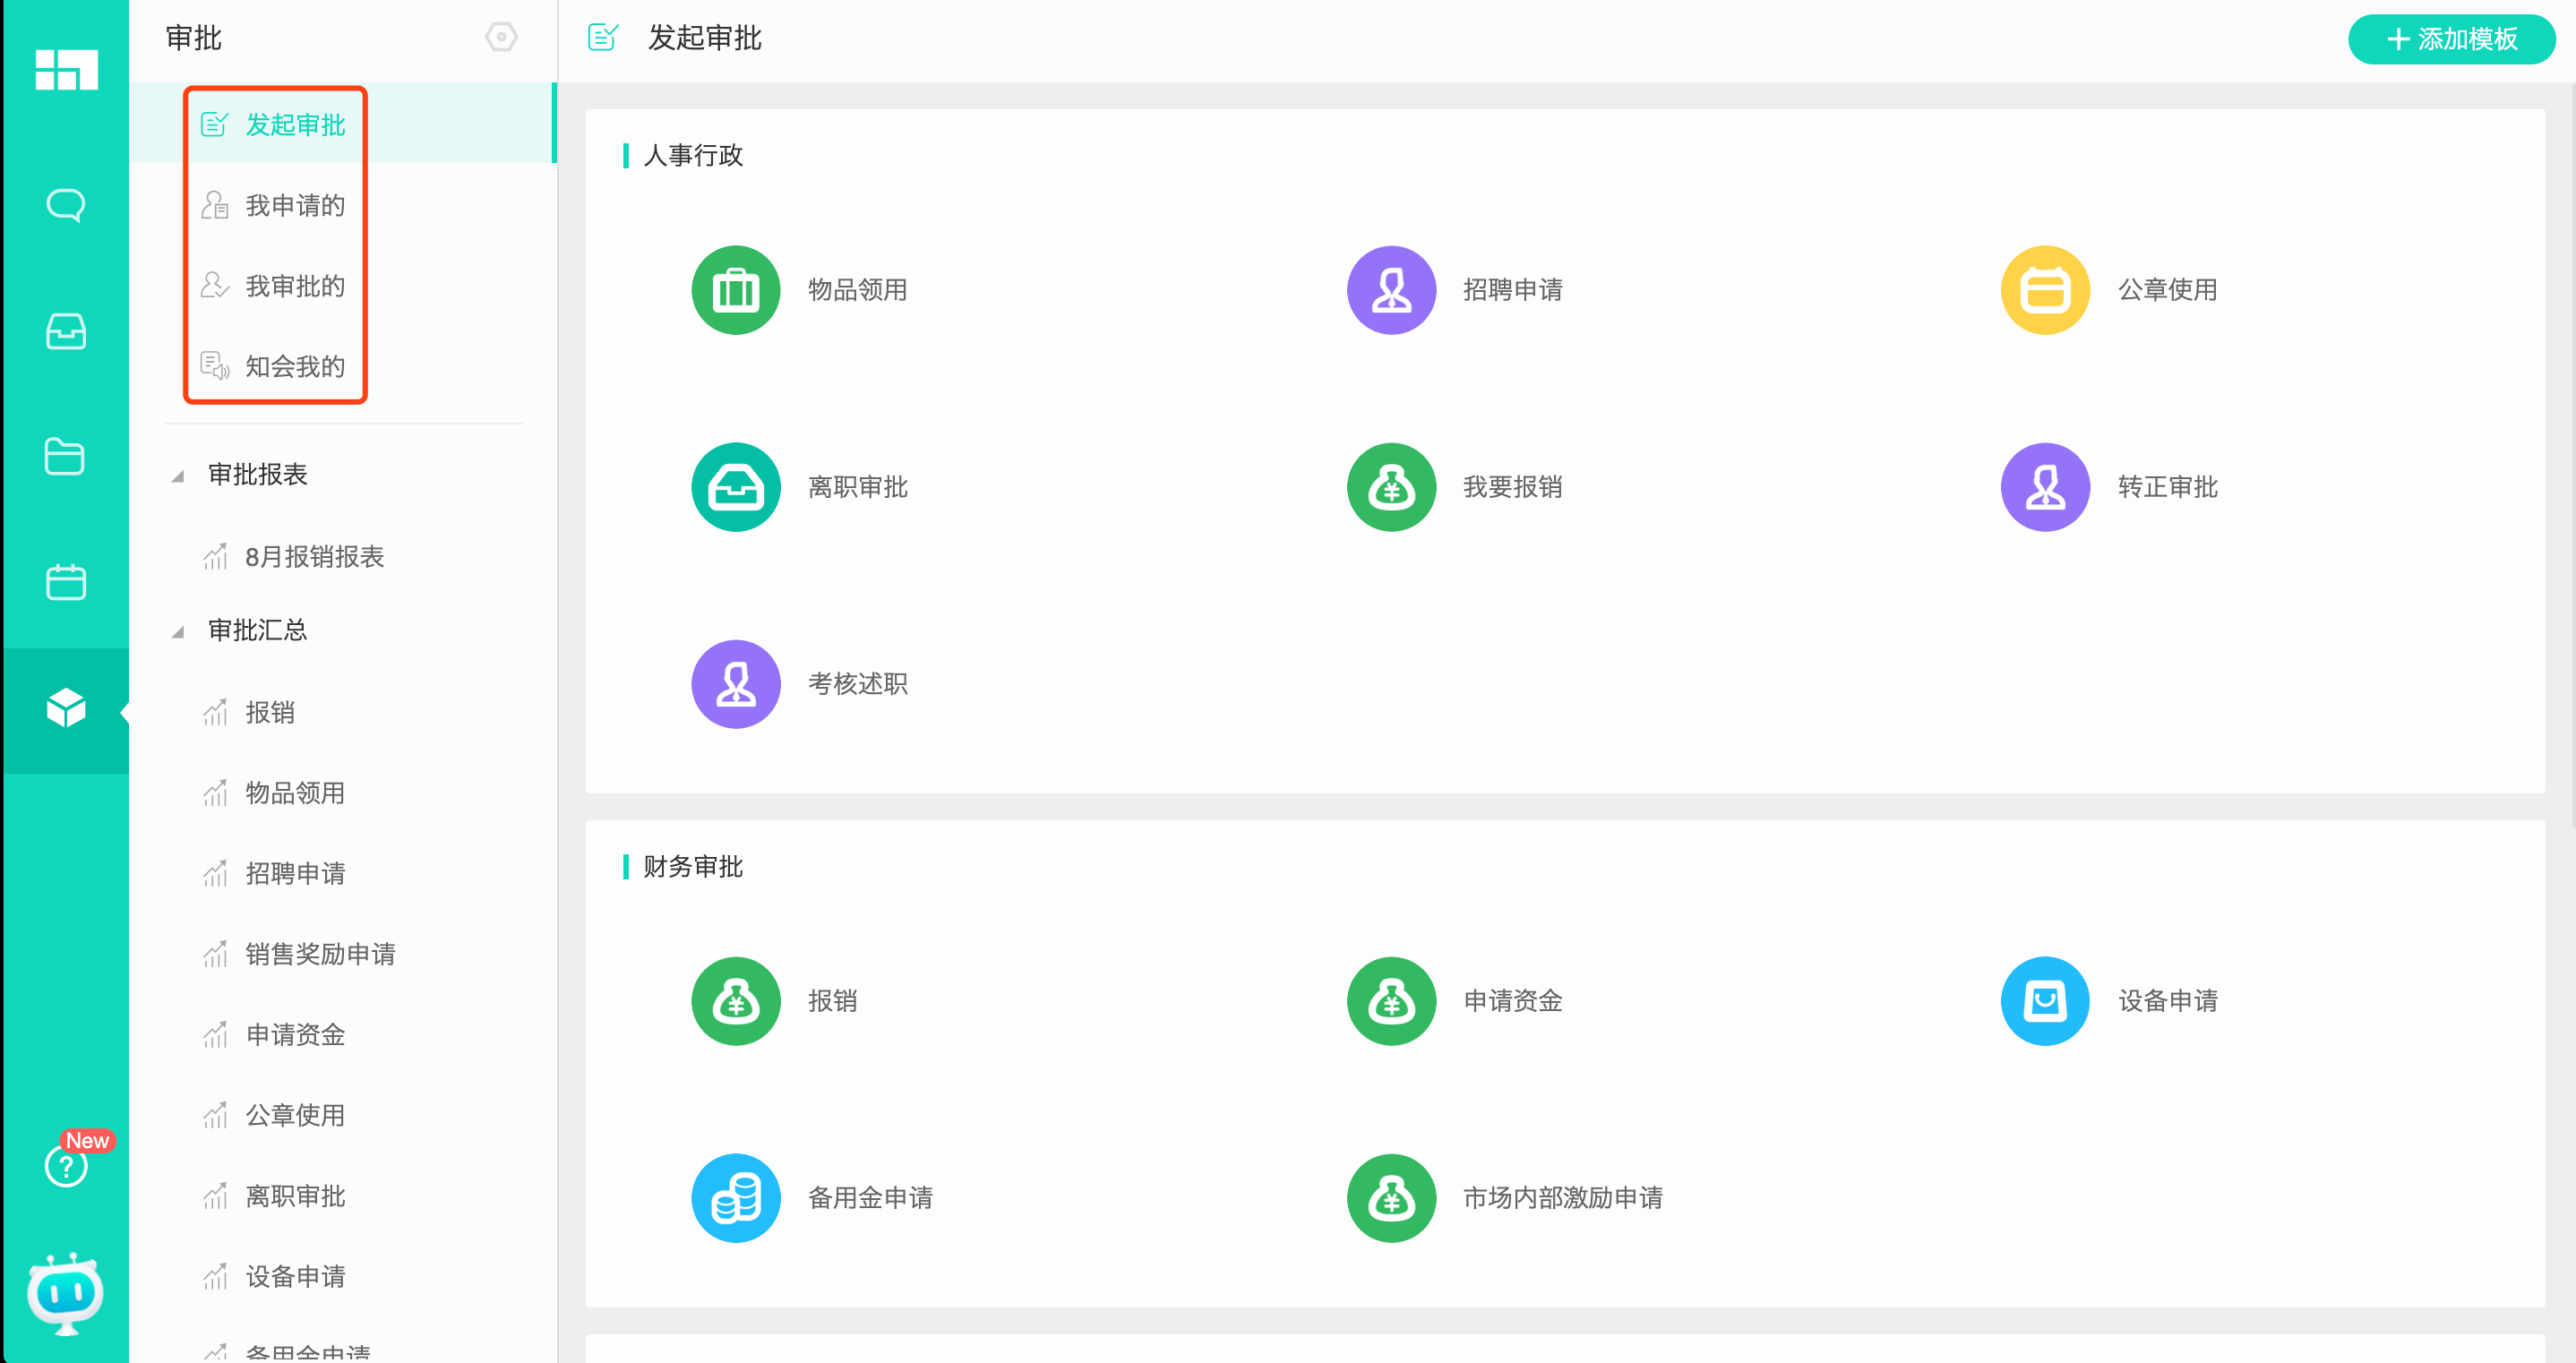 审批
发起审批
我申请的
我审批的
知会我的
审批报表
8月报销报表
审批汇总
报销
物品领用
招聘申请
销售奖励申请
申请资金
公章使用
离职审批
设备申请
备用金申请
New
发起审批
+ 添加模板
人事行政
物品领用
招聘申请
公章使用
离职审批
我要报销
转正审批
考核述职
财务审批
报销
申请资金
设备申请
备用金申请
市场内部激励申请